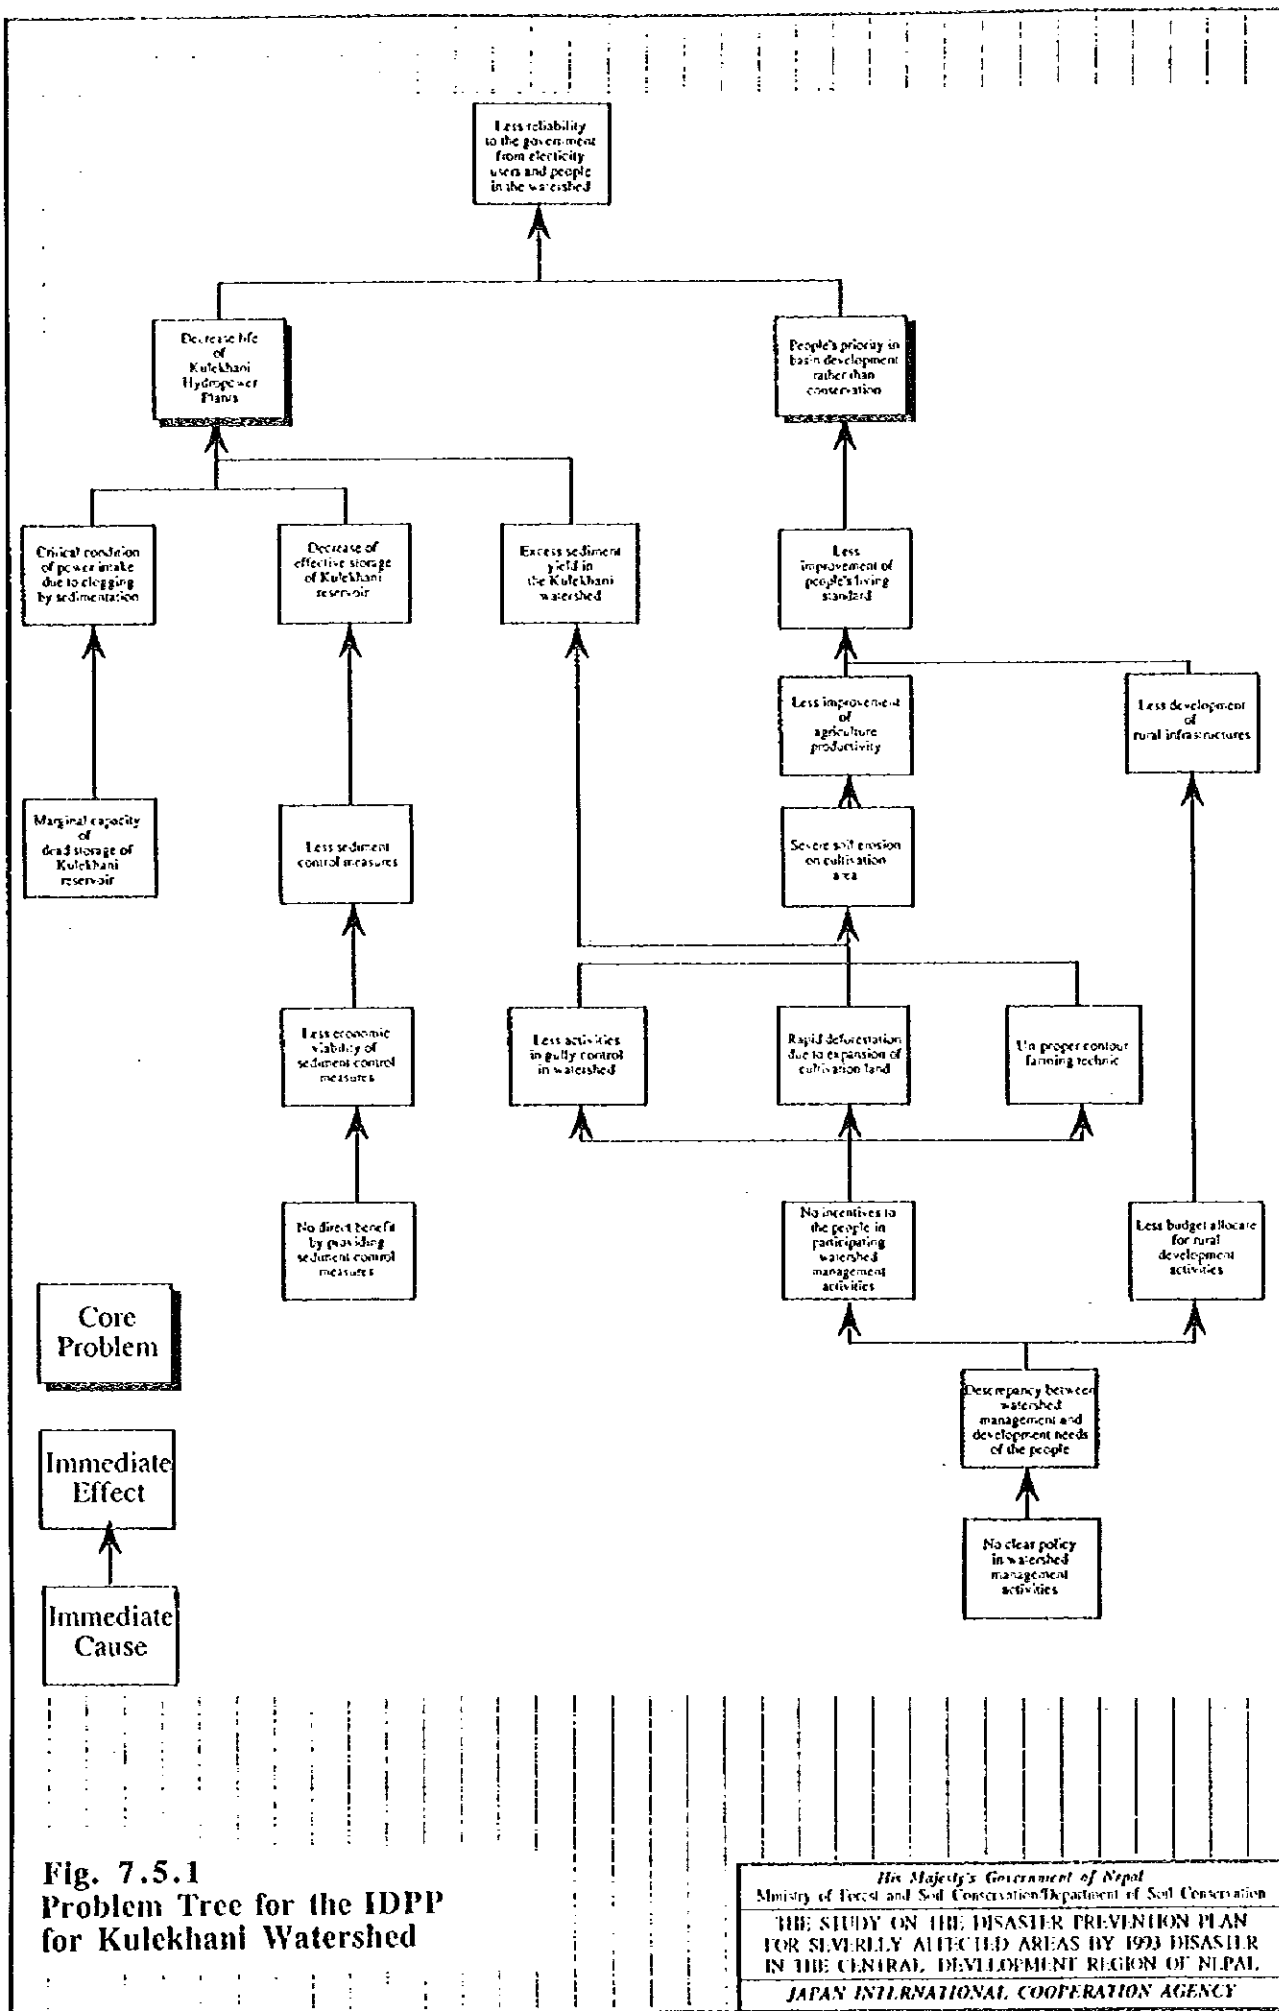 Less reliability
to the government
from electicity
users and people
in the watershed
Decrease life
of
Kulekhani
Hydropower
Plants
People's priority in
basin development
rather than
conservation
Critical condition
of power intake
due to clogging
by sedimentation
Decrease of
effective storage
of Kulekhani
reservoir
Excess sediment
yield in
the Kulekhani
watershed
Less
improvement of
people's living
standard
Less improvement
of
agriculture
productivity
Less development
of
rural infrastructures
Marginal capacity
of
dead storage of
Kulekhani
reservoir
Less sediment
control measures
Severe soil erosion
on cultivation
area
Less economic
viability of
sediment control
measures
Less activities
in gully control
in watershed
Rapid deforestation
due to expansion of
cultivation land
Un proper contour
farming technic
No direct benefit
by providing
sediment control
measures
No incentives to
the people in
participating
watershed
management
activities
Less budget allocare
for rural
development
activities
Core
Problem
Descrepancy between
watershed
management and
development needs
of the people
Immediate
Effect
No clear policy
in watershed
management
activities
Immediate
Cause
Fig. 7.5.1
Problem Tree for the IDPP
for Kulekhani Watershed
His Majesty's Government of Nepal
Ministry of Forest and Soil Conservation/Department of Soil Conservation
THE STUDY ON THE DISASTER PREVENTION PLAN
FOR SEVERELY AFFECTED AREAS BY 1993 DISASTER
IN THE CENTRAL DEVELOPMENT REGION OF NEPAL
JAPAN INTERNATIONAL COOPERATION AGENCY